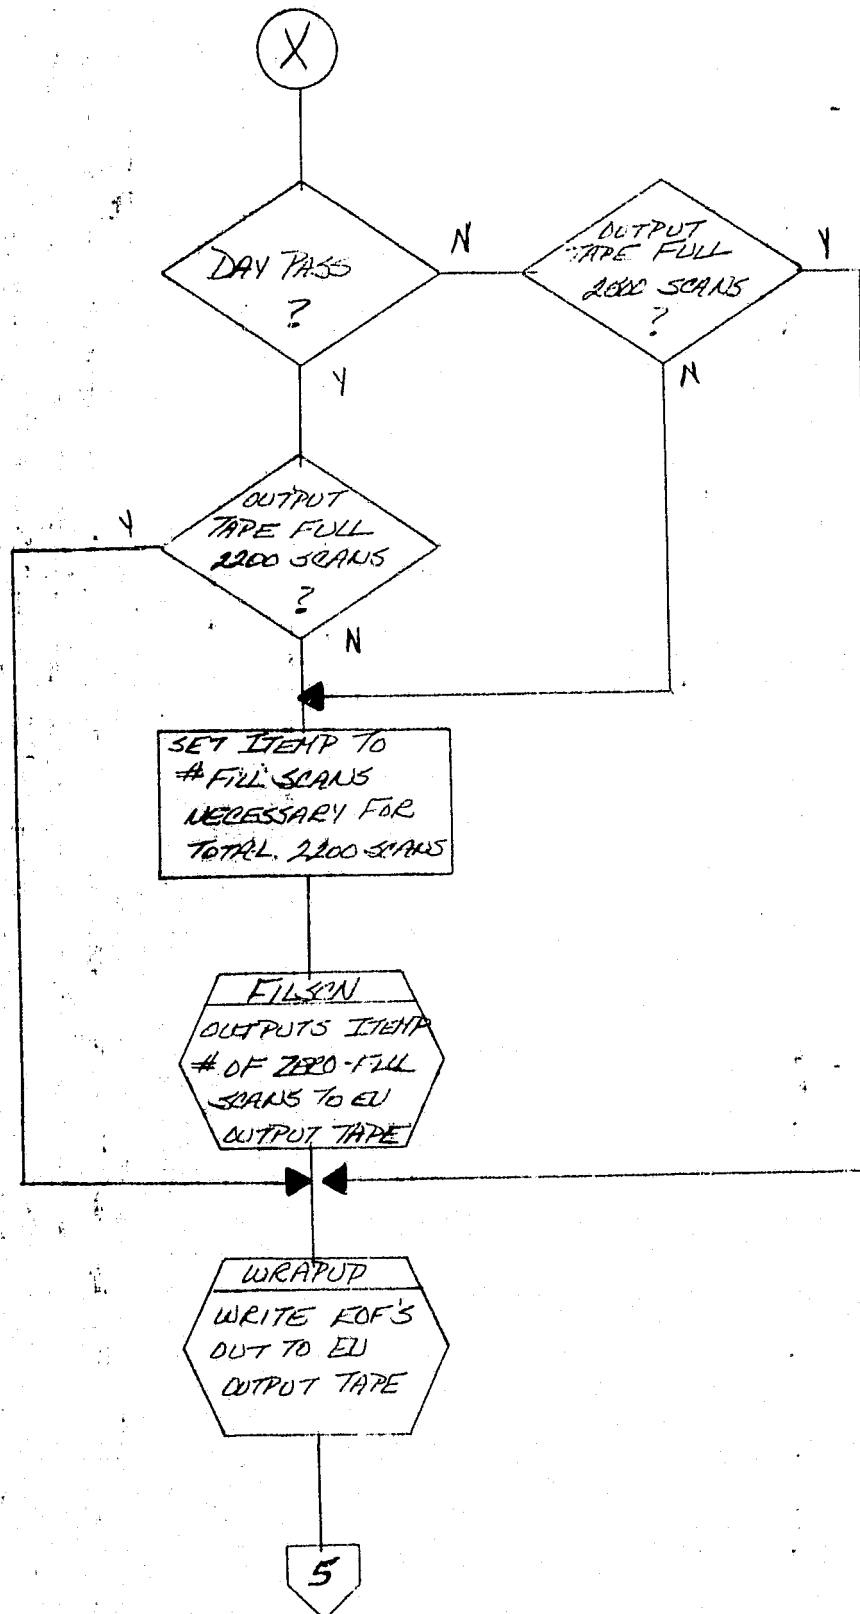 X
DAY PASS
?
N
OUTPUT
TAPE FULL
2000 SCANS
?
Y
N
Y
OUTPUT
TAPE FULL
2200 SCANS
?
Y
N
SET ITEMP TO
# FILL SCANS
NECESSARY FOR
TOTAL 2200 SCANS
FILSCN
OUTPUTS ITEMP
# OF ZERO-FILL
SCANS TO EU
OUTPUT TAPE
WRAPUP
WRITE EOF'S
OUT TO EU
OUTPUT TAPE
5